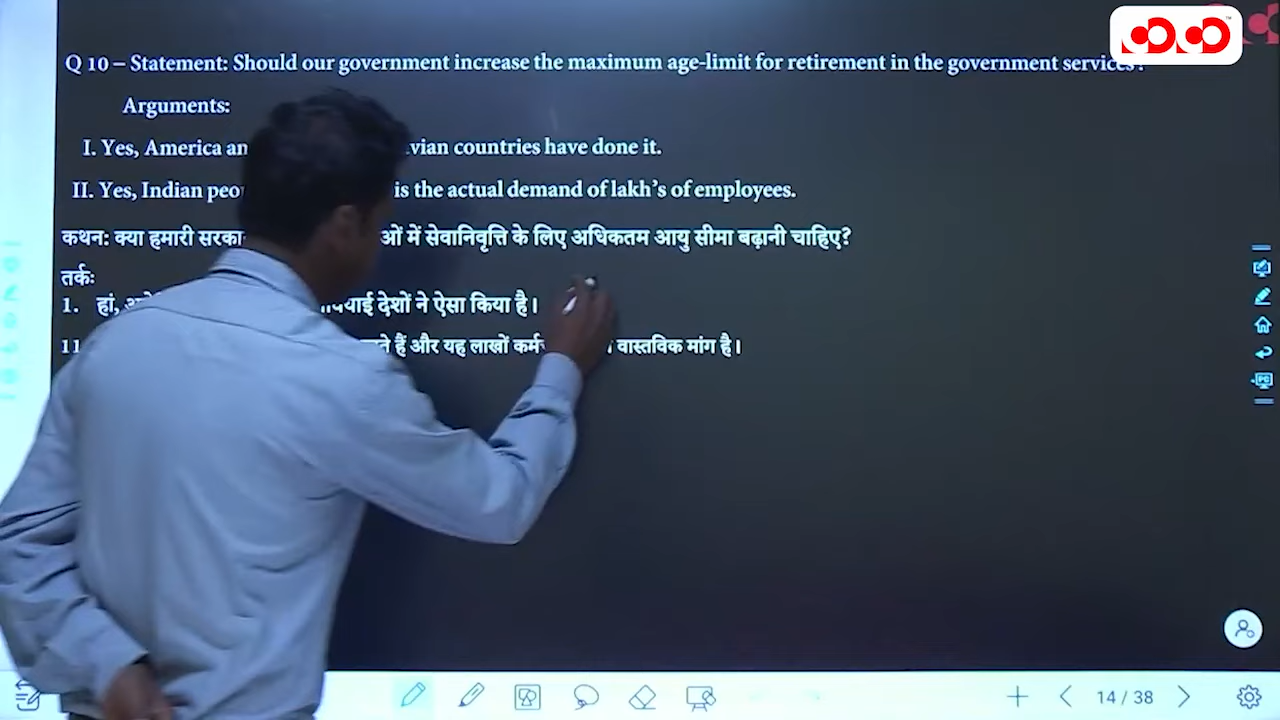 Q 10 – Statement: Should our government increase the maximum age-limit for retirement in the government services?
Arguments:
I. Yes, America an vian countries have done it.
II. Yes, Indian peo is the actual demand of lakh's of employees.
कथन: क्या हमारी सरका ओं में सेवानिवृत्ति के लिए अधिकतम आयु सीमा बढ़ानी चाहिए?
तर्कः
1. हां, देशों ने ऐसा किया है।
11 हैं और यह लाखों वास्तविक मांग है।
14 / 38